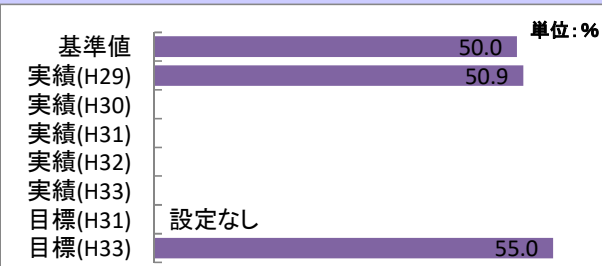 単位:%
基準値 50.0
実績(H29) 50.9
実績(H30)
実績(H31)
実績(H32)
実績(H33)
目標(H31) 設定なし
目標(H33) 55.0